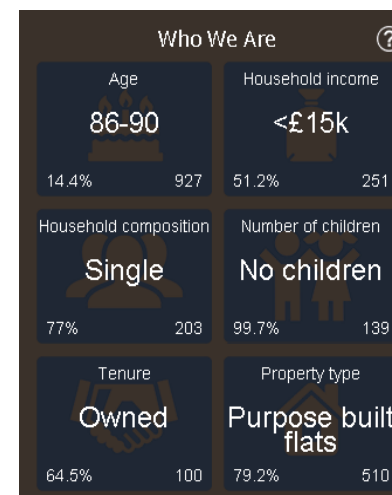 Who We Are ?
Age
86-90
14.4% 927
Household income
<£15k
51.2% 251
Household composition
Single
77% 203
Number of children
No children
99.7% 139
Tenure
Owned
64.5% 100
Property type
Purpose built
flats
79.2% 510